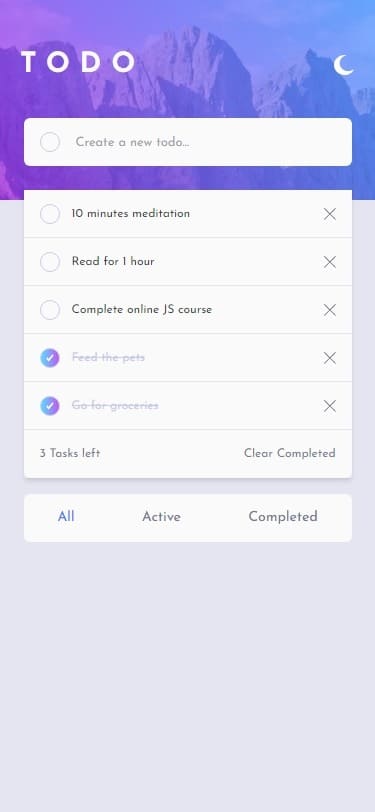 TODO
Create a new todo...
10 minutes meditation
Read for 1 hour
Complete online JS course
Feed the pets
Go for groceries
3 Tasks left Clear Completed
All Active Completed